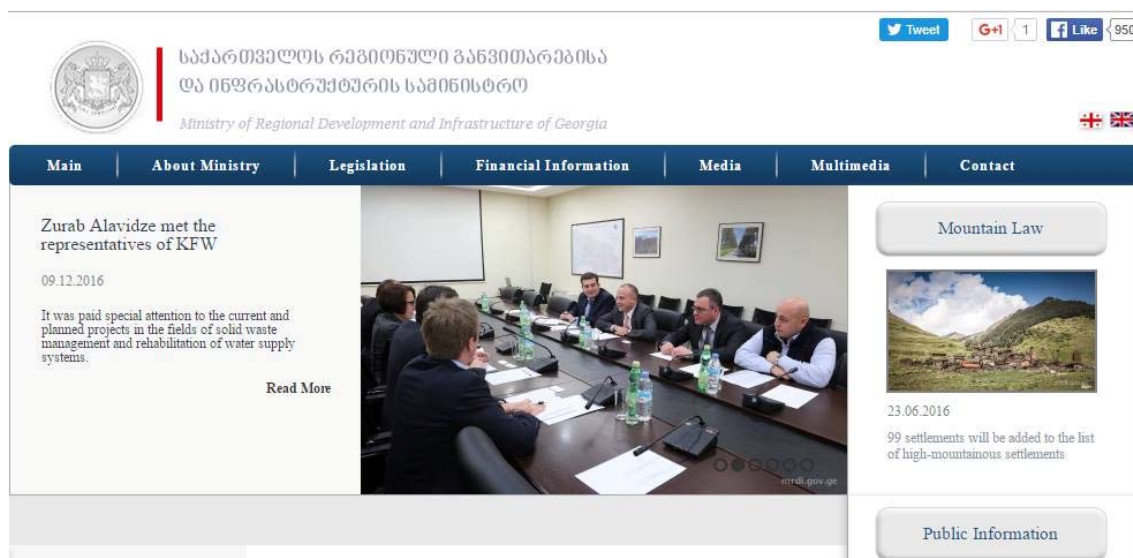 Tweet
G+1
1
Like
950
საქართველოს რეგიონული განვითარებისა
და ინფრასტრუქტურის სამინისტრო
Ministry of Regional Development and Infrastructure of Georgia
Main
About Ministry
Legislation
Financial Information
Media
Multimedia
Contact
Zurab Alavidze met the
representatives of KFW
09.12.2016
It was paid special attention to the current and
planned projects in the fields of solid waste
management and rehabilitation of water supply
systems.
Read More
mrdi.gov.ge
Mountain Law
23.06.2016
99 settlements will be added to the list
of high-mountainous settlements
Public Information